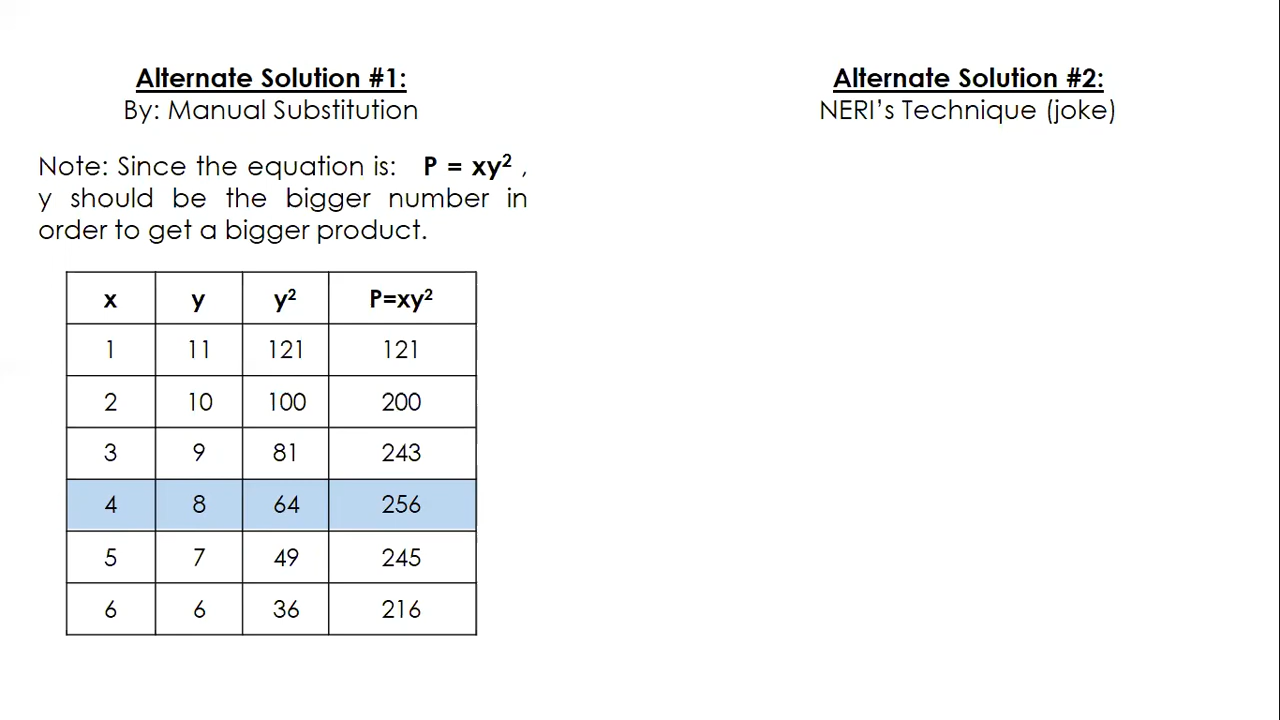 Alternate Solution #1:
By: Manual Substitution
Note: Since the equation is: P = xy² ,
y should be the bigger number in
order to get a bigger product.
x y y² P=xy²
1 11 121 121
2 10 100 200
3 9 81 243
4 8 64 256
5 7 49 245
6 6 36 216
Alternate Solution #2:
NERI's Technique (joke)